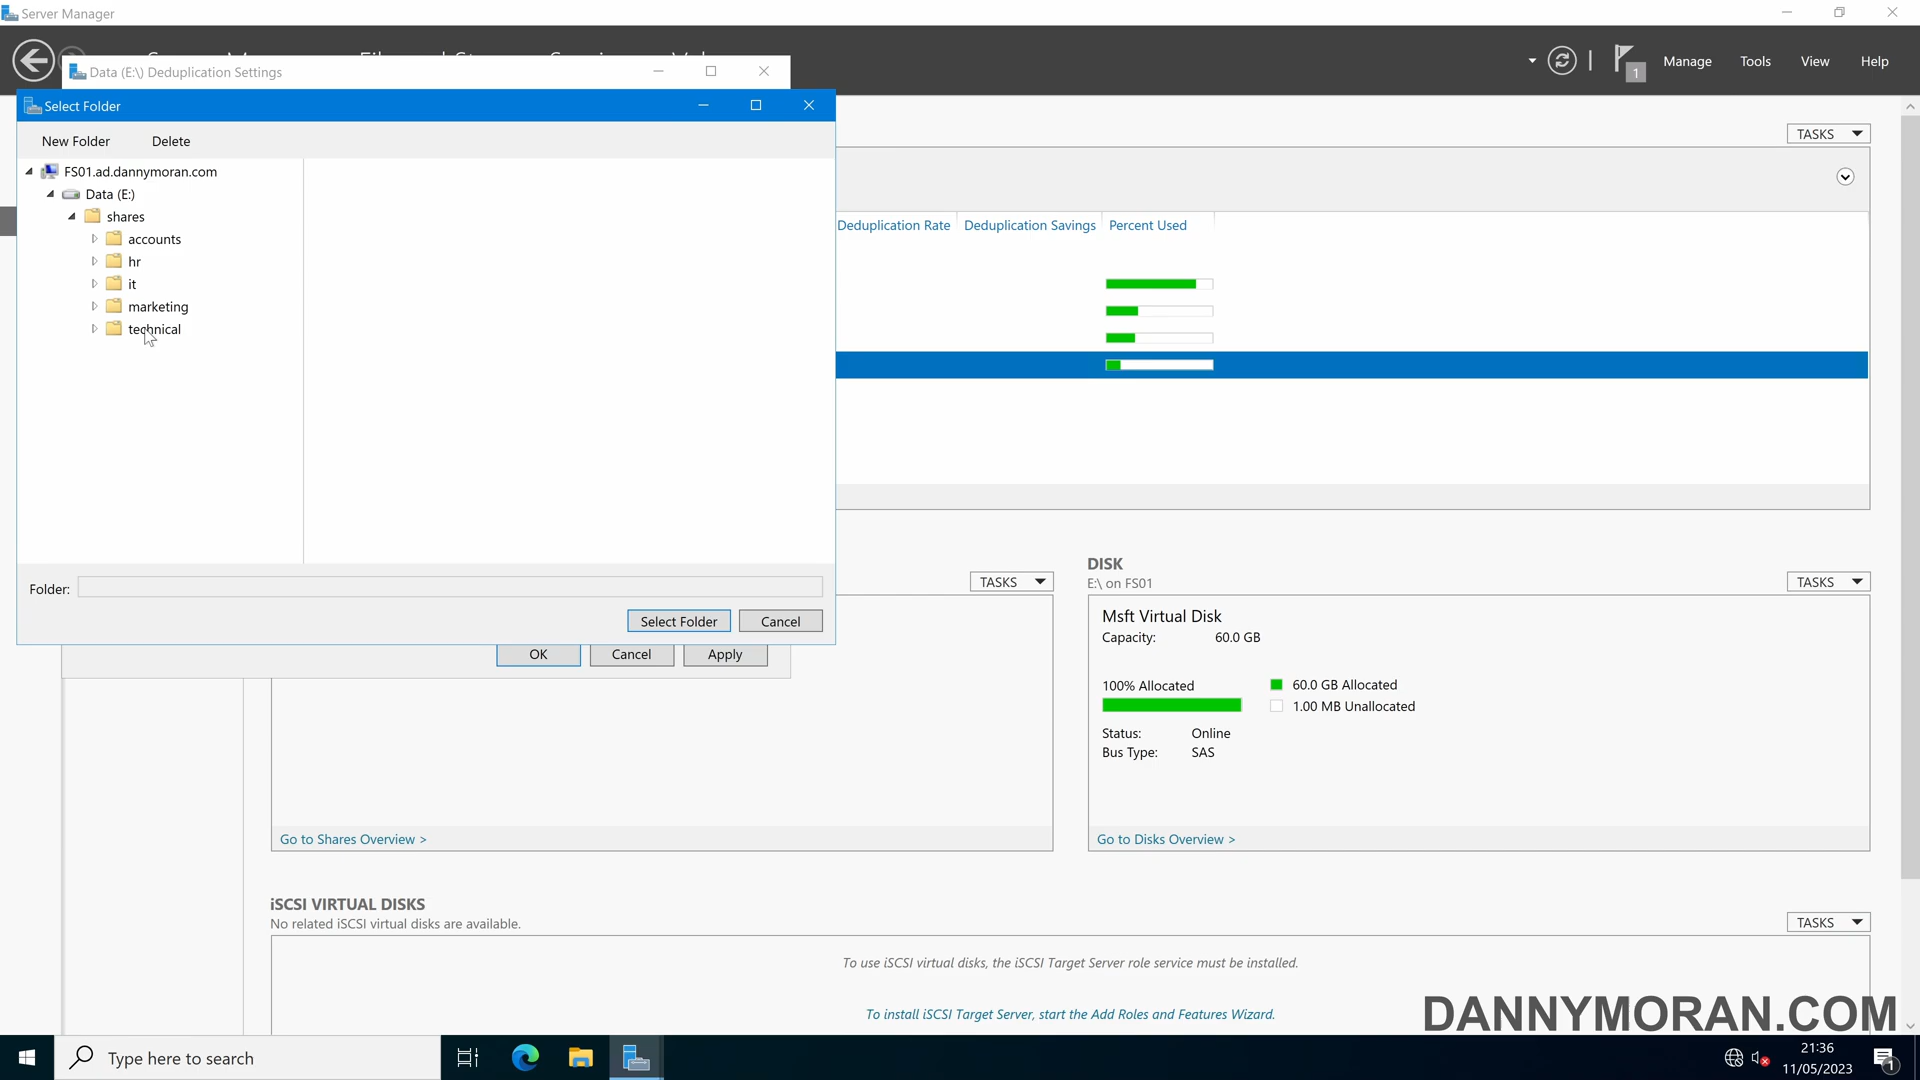 Server Manager
Manage
Tools
View
Help
1
Data (E:\) Deduplication Settings
Select Folder
New Folder
Delete
FS01.ad.dannymoran.com
Data (E:)
shares
accounts
hr
it
marketing
technical
Folder:
Select Folder
Cancel
OK
Cancel
Apply
TASKS
Deduplication Rate
Deduplication Savings
Percent Used
TASKS
DISK
E:\ on FS01
TASKS
Msft Virtual Disk
Capacity: 60.0 GB
100% Allocated
60.0 GB Allocated
1.00 MB Unallocated
Status: Online
Bus Type: SAS
Go to Shares Overview >
Go to Disks Overview >
iSCSI VIRTUAL DISKS
No related iSCSI virtual disks are available.
TASKS
To use iSCSI virtual disks, the iSCSI Target Server role service must be installed.
To install iSCSI Target Server, start the Add Roles and Features Wizard.
DANNYMORAN.COM
Type here to search
21:36
11/05/2023
1